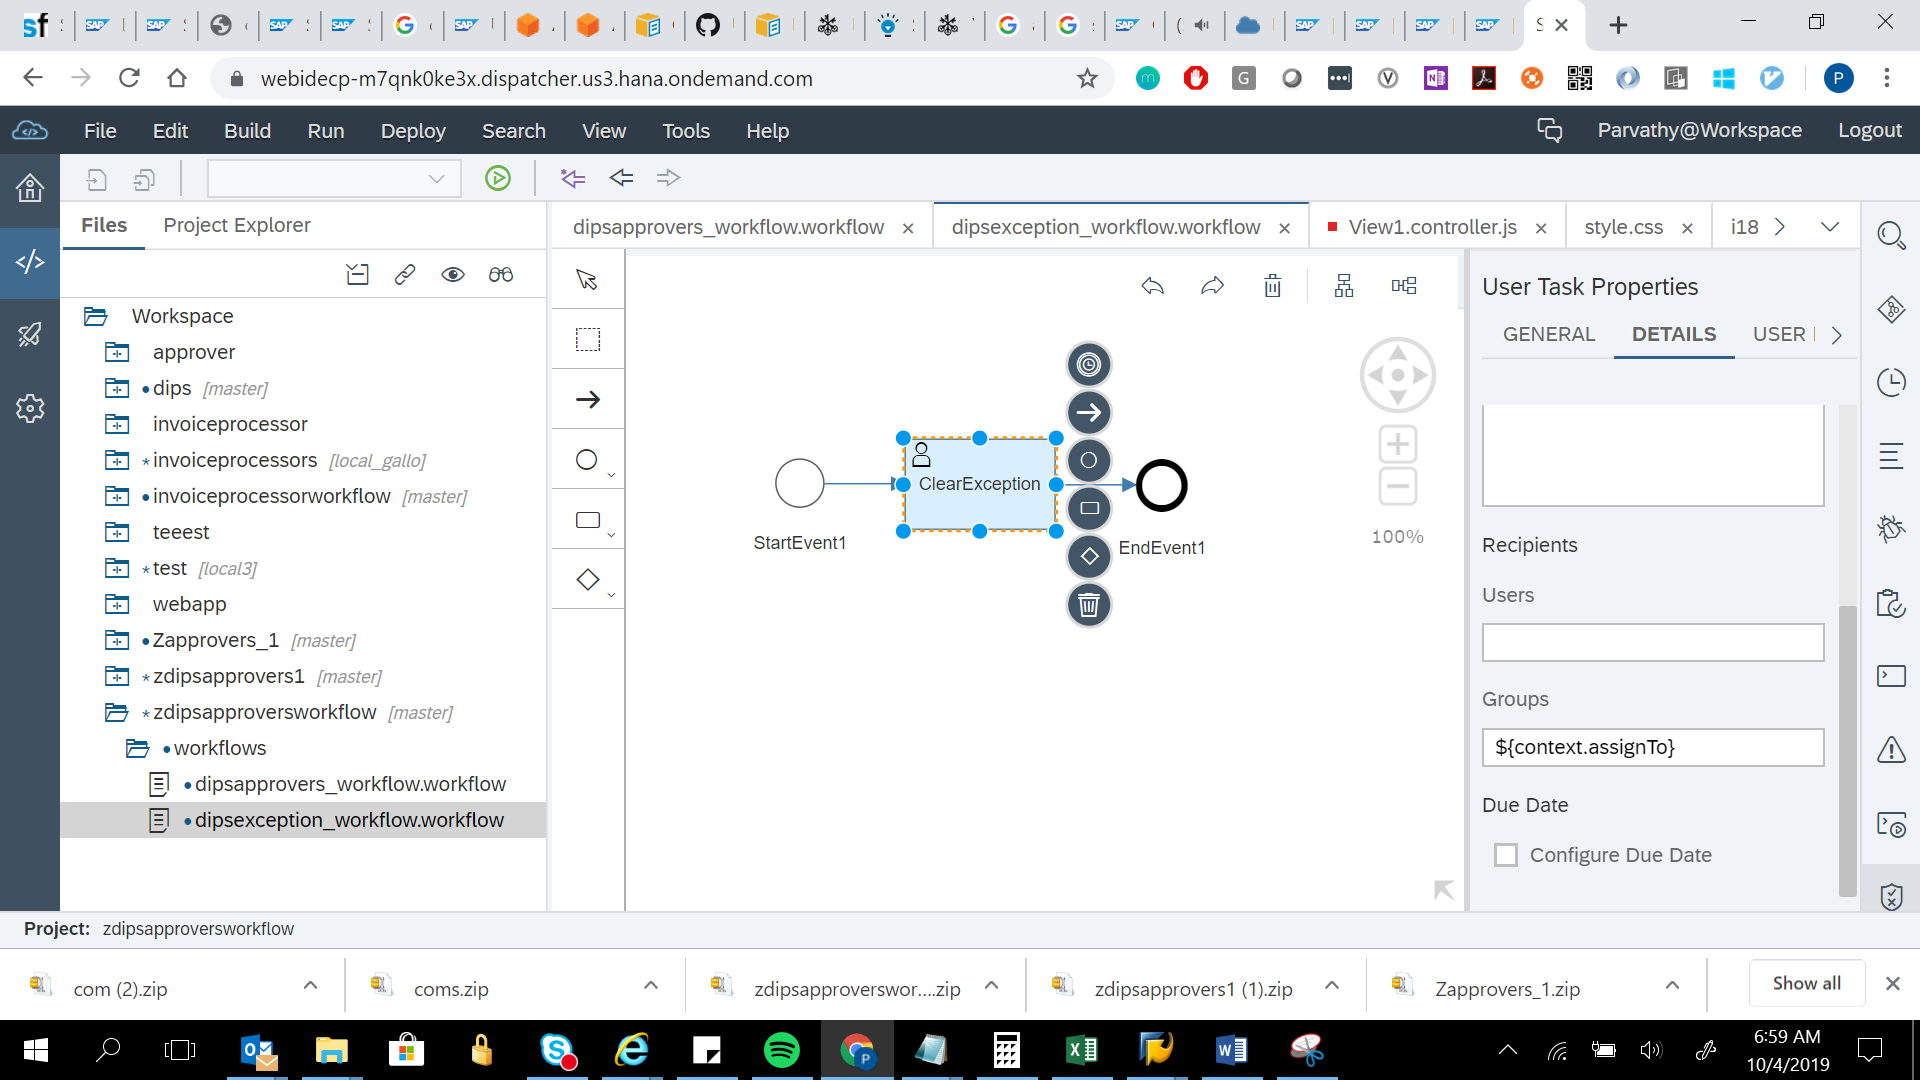 webidecp-m7qnk0ke3x.dispatcher.us3.hana.ondemand.com
File Edit Build Run Deploy Search View Tools Help
Parvathy@Workspace Logout
Files Project Explorer
dipsapprovers_workflow.workflow
dipsexception_workflow.workflow
View1.controller.js
style.css
i18
Workspace
approver
dips [master]
invoiceprocessor
*invoiceprocessors [local_gallo]
invoiceprocessorworkflow [master]
teeest
*test [local3]
webapp
Zapprovers_1 [master]
*zdipsapprovers1 [master]
*zdipsapproversworkflow [master]
workflows
dipsapprovers_workflow.workflow
dipsexception_workflow.workflow
StartEvent1
ClearException
EndEvent1
100%
User Task Properties
GENERAL DETAILS USER
Recipients
Users
Groups
${context.assignTo}
Due Date
Configure Due Date
Project: zdipsapproversworkflow
com (2).zip
coms.zip
zdipsapproverswor....zip
zdipsapprovers1 (1).zip
Zapprovers_1.zip
Show all
6:59 AM
10/4/2019